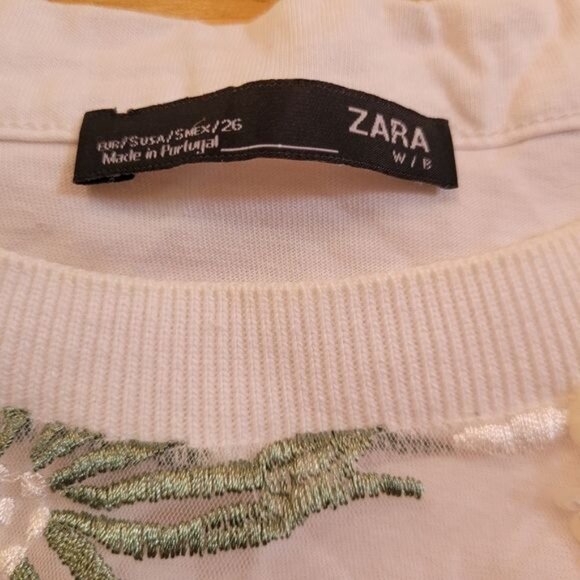 EUR/S USA/S MEX/26
Made in Portugal
ZARA
W/B